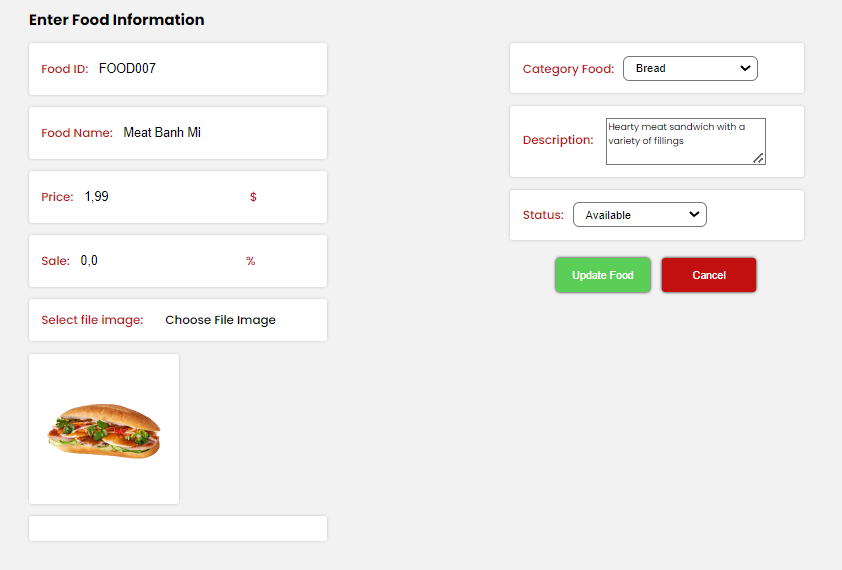 Enter Food Information
Food ID: FOOD007
Food Name: Meat Banh Mi
Price: 1,99 $
Sale: 0,0 %
Select file image: Choose File Image
Category Food: Bread
Description: Hearty meat sandwich with a
variety of fillings
Status: Available
Update Food Cancel